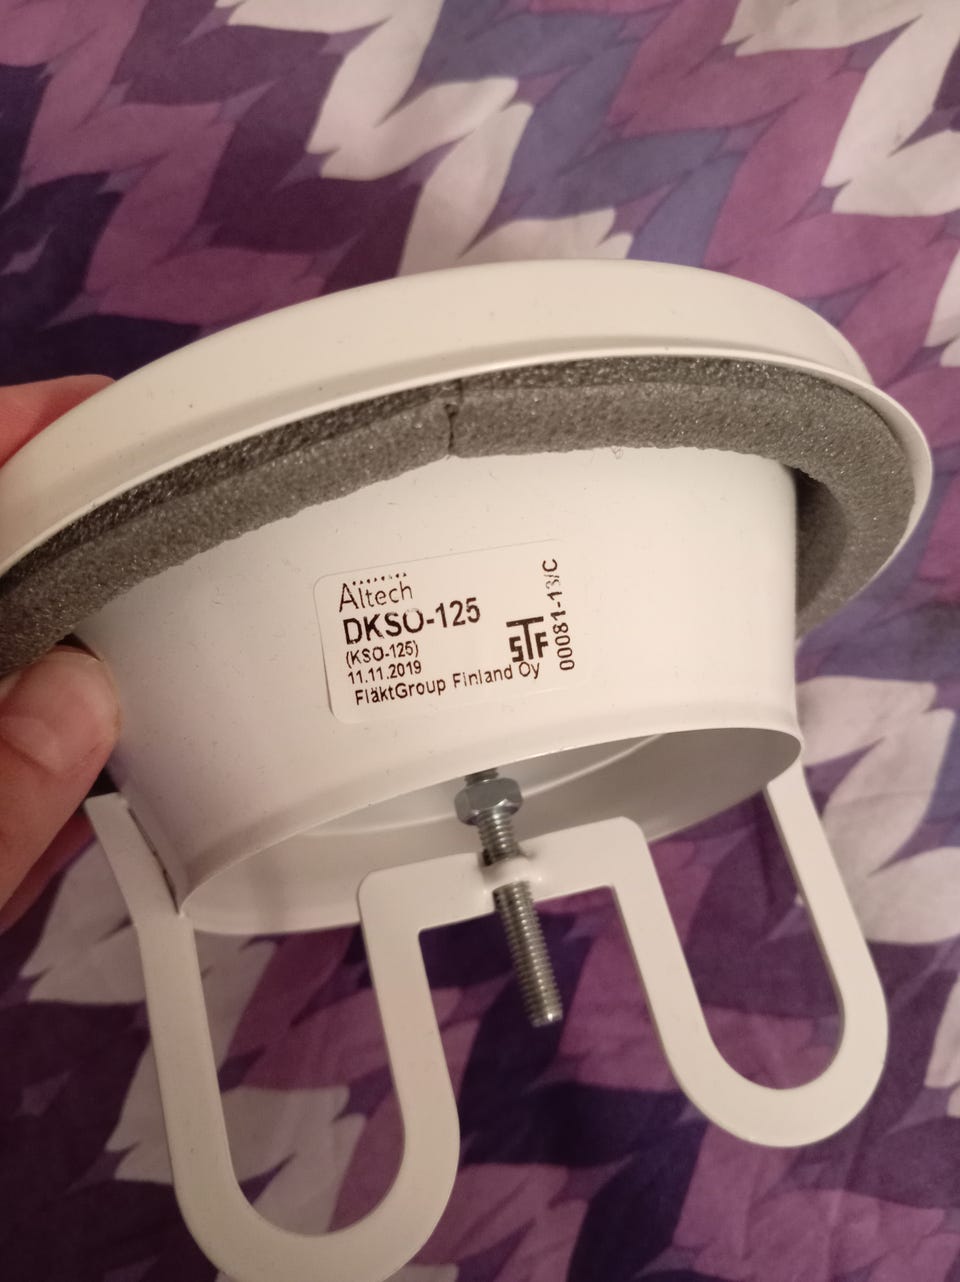 Altech
DKSO-125
(KSO-125)
11.11.2019
FläktGroup Finland Oy
STF
00081-13/C